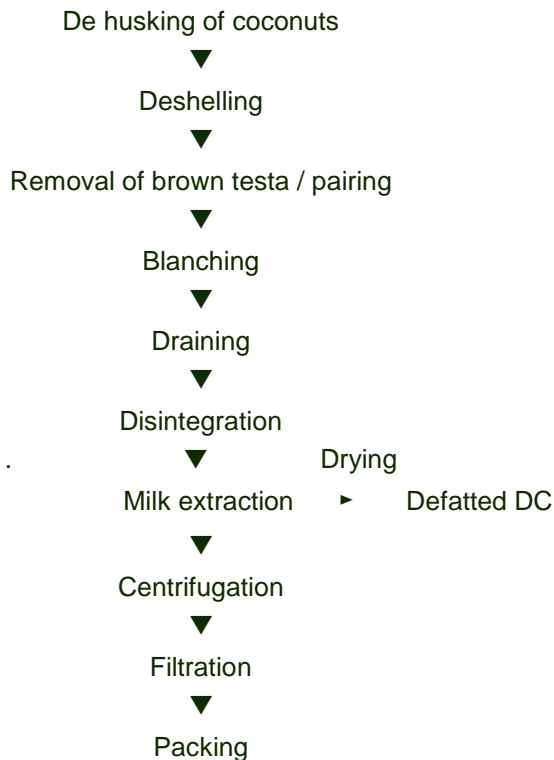 De husking of coconuts
▼
Deshelling
▼
Removal of brown testa / pairing
▼
Blanching
▼
Draining
▼
Disintegration
. ▼ Drying
Milk extraction ► Defatted DC
▼
Centrifugation
▼
Filtration
▼
Packing